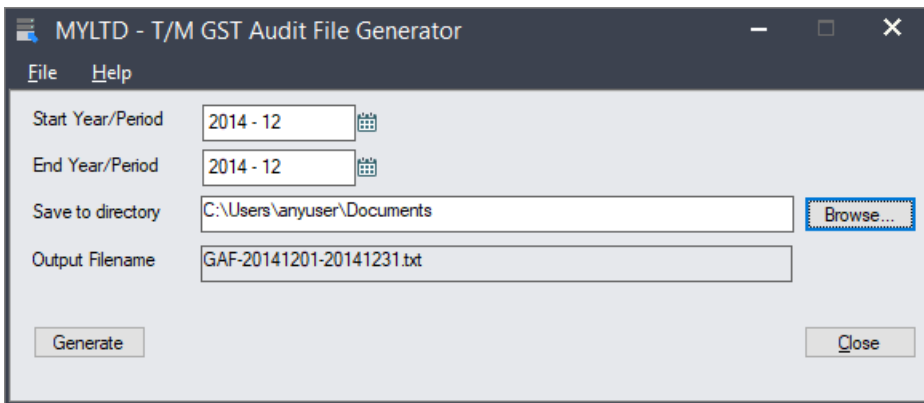 MYLTD - T/M GST Audit File Generator
File Help
Start Year/Period 2014 - 12
End Year/Period 2014 - 12
Save to directory C:\Users\anyuser\Documents Browse...
Output Filename GAF-20141201-20141231.txt
Generate Close